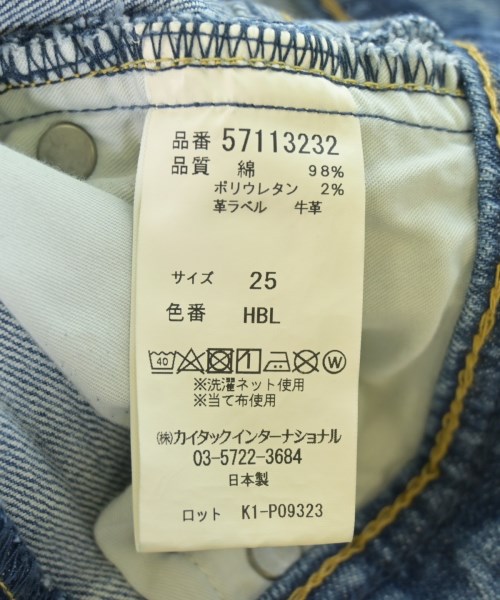 品番 57113232
品質 綿 98%
ポリウレタン 2%
革ラベル 牛革
サイズ 25
色番 HBL
40 1 W
※洗濯ネット使用
※当て布使用
㈱カイタックインターナショナル
03-5722-3684
日本製
ロット K1-P09323